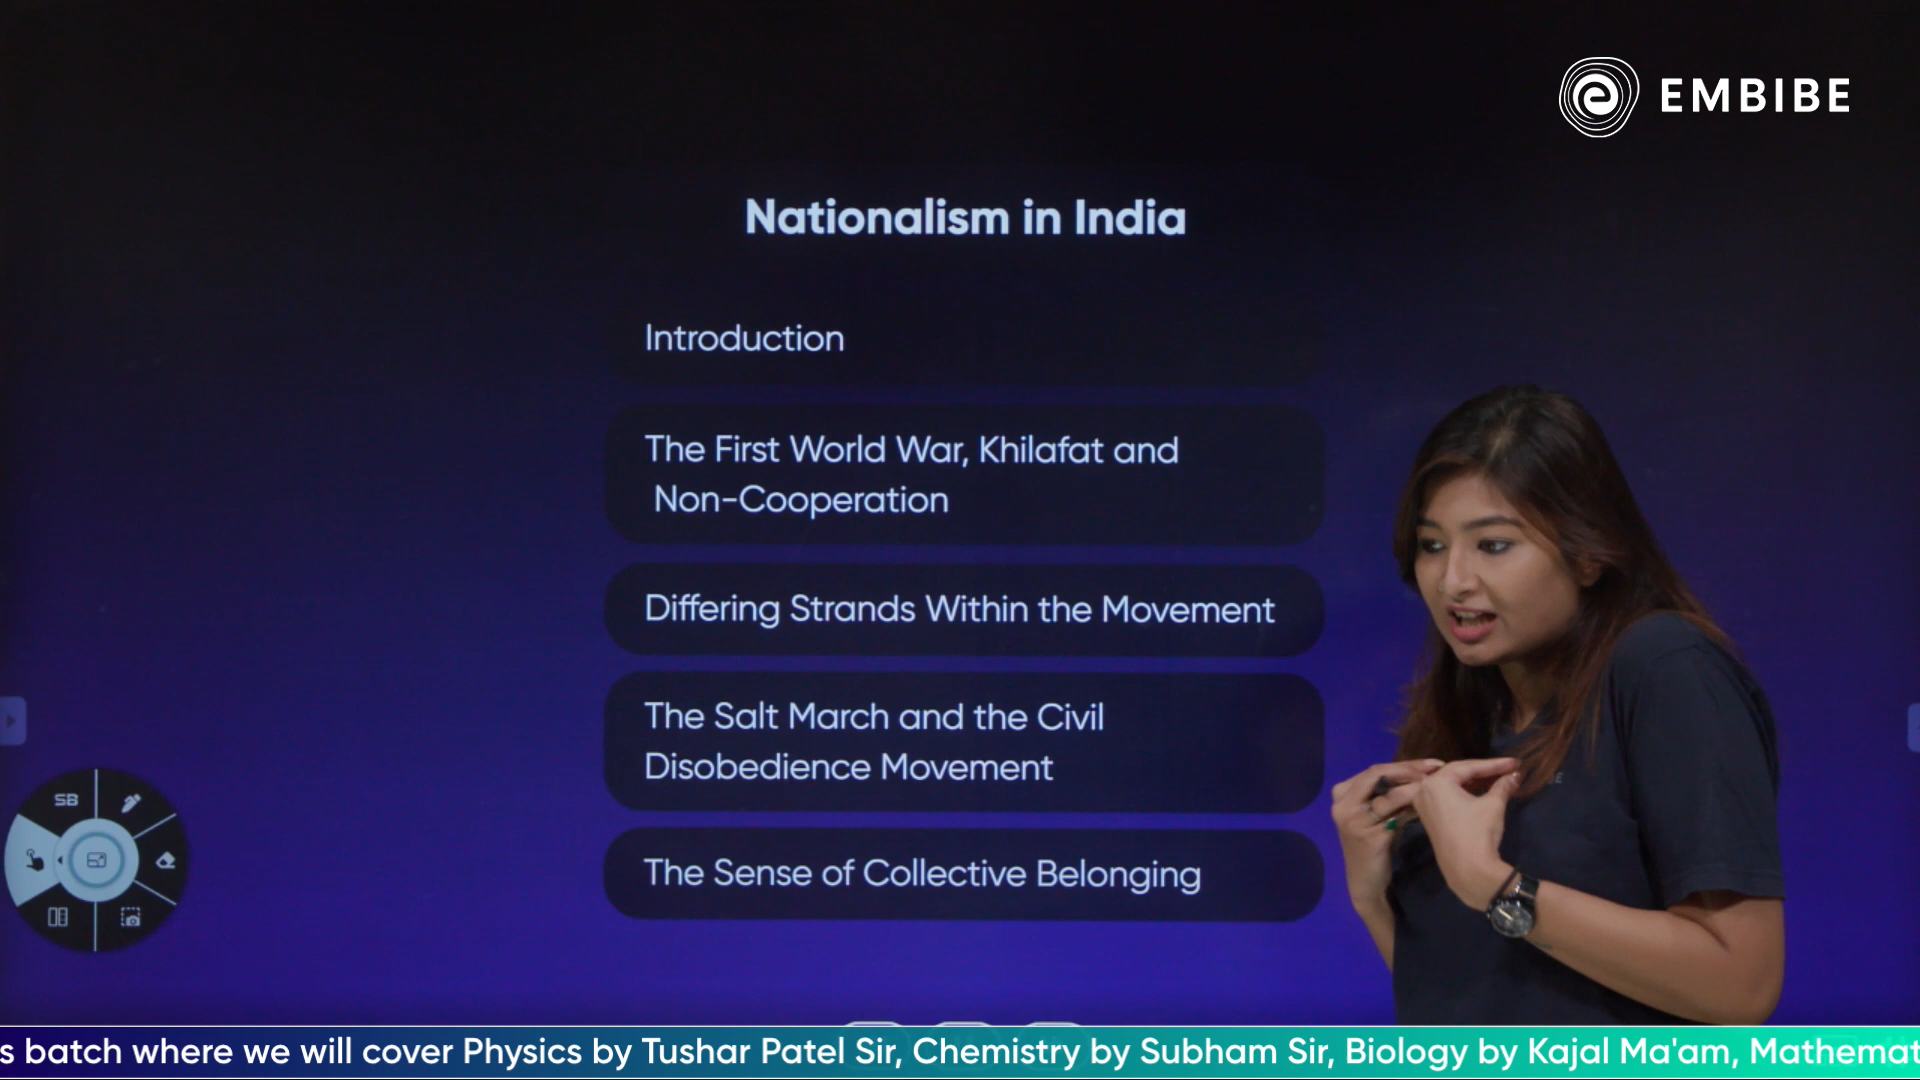 EMBIBE
Nationalism in India
Introduction
The First World War, Khilafat and
Non-Cooperation
Differing Strands Within the Movement
The Salt March and the Civil
Disobedience Movement
The Sense of Collective Belonging
SB
E
s batch where we will cover Physics by Tushar Patel Sir, Chemistry by Subham Sir, Biology by Kajal Ma'am, Mathemat